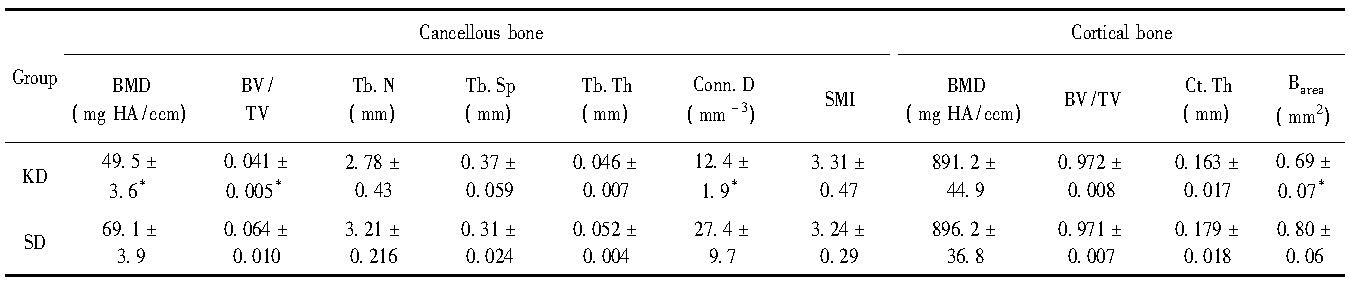 Cancellous bone Cortical bone
Group BMD BV/ Tb. N Tb. Sp Tb. Th Conn. D SMI BMD BV/TV Ct. Th Barea
( mg HA/ccm) TV ( mm) ( mm) ( mm) ( mm −3) ( mg HA/ccm) ( mm) ( mm2)
KD 49. 5 ± 0. 041 ± 2. 78 ± 0. 37 ± 0. 046 ± 12. 4 ± 3. 31 ± 891. 2 ± 0. 972 ± 0. 163 ± 0. 69 ±
3. 6* 0. 005* 0. 43 0. 059 0. 007 1. 9* 0. 47 44. 9 0. 008 0. 017 0. 07*
SD 69. 1 ± 0. 064 ± 3. 21 ± 0. 31 ± 0. 052 ± 27. 4 ± 3. 24 ± 896. 2 ± 0. 971 ± 0. 179 ± 0. 80 ±
3. 9 0. 010 0. 216 0. 024 0. 004 9. 7 0. 29 36. 8 0. 007 0. 018 0. 06